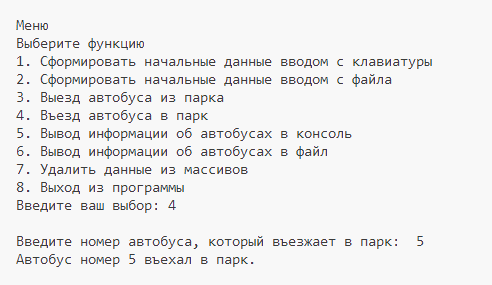 Меню
Выберите функцию
1. Сформировать начальные данные вводом с клавиатуры
2. Сформировать начальные данные вводом с файла
3. Выезд автобуса из парка
4. Въезд автобуса в парк
5. Вывод информации об автобусах в консоль
6. Вывод информации об автобусах в файл
7. Удалить данные из массивов
8. Выход из программы
Введите ваш выбор: 4
Введите номер автобуса, который въезжает в парк:  5
Автобус номер 5 въехал в парк.